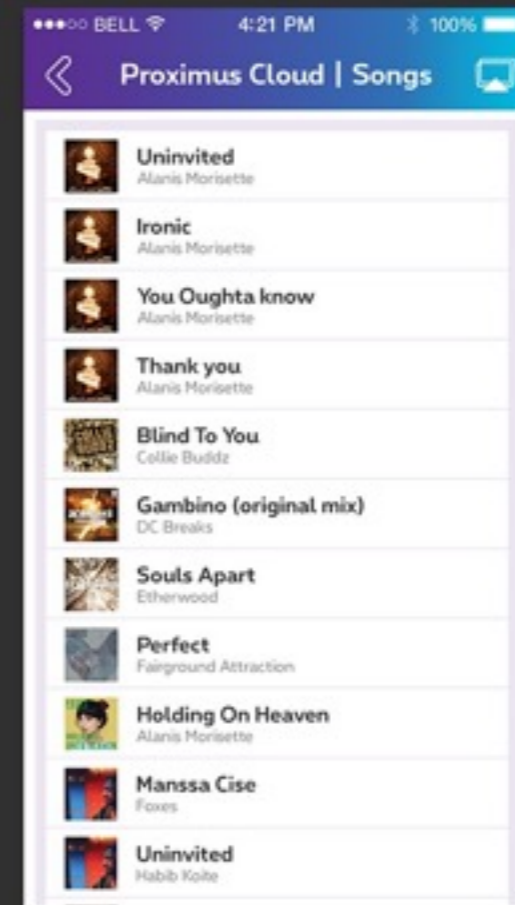 BELL 4:21 PM 100%
Proximus Cloud | Songs
Uninvited
Alanis Morisette
Ironic
Alanis Morisette
You Oughta know
Alanis Morisette
Thank you
Alanis Morisette
Blind To You
Collie Buddz
Gambino (original mix)
DC Breaks
Souls Apart
Etherwood
Perfect
Fairground Attraction
Holding On Heaven
Alanis Morisette
Manssa Cise
Foxes
Uninvited
Habib Koite